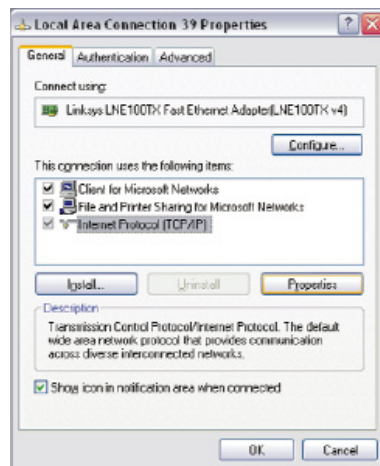 Local Area Connection 39 Properties
General Authentication Advanced
Connect using:
Linksys LNE100TX Fast Ethernet Adapter(LNE100TX v4)
Configure...
This connection uses the following items:
Client for Microsoft Networks
File and Printer Sharing for Microsoft Networks
Internet Protocol (TCP/IP)
Install... Uninstall Properties
Description
Transmission Control Protocol/Internet Protocol. The default
wide area network protocol that provides communication
across diverse interconnected networks.
Show icon in notification area when connected
OK Cancel